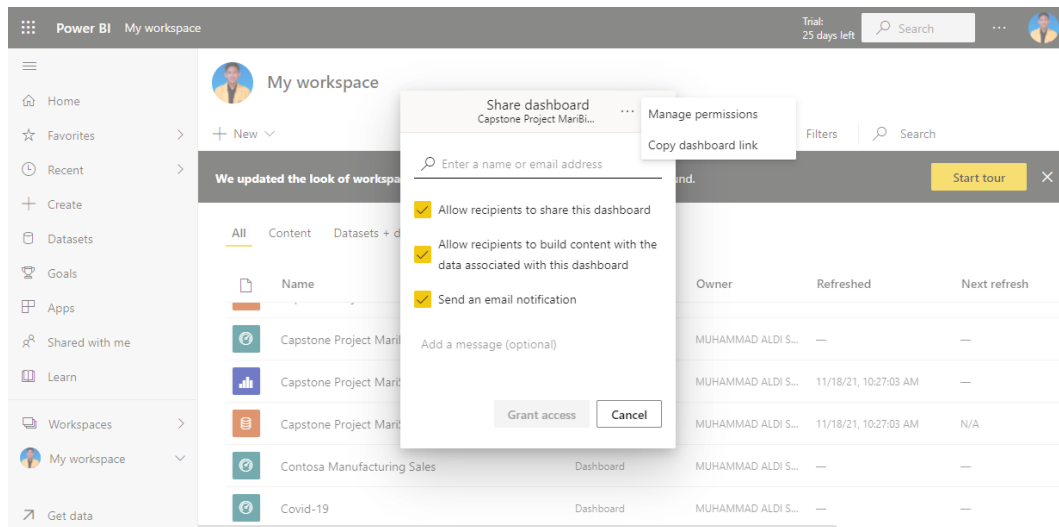 Power BI My workspace
Trial:
25 days left
Search
...
My workspace
Home
Favorites
Recent
Create
Datasets
Goals
Apps
Shared with me
Learn
Workspaces
My workspace
Get data
New
Filters
Search
We updated the look of workspa
und.
Start tour
All Content Datasets + d
Name Owner Refreshed Next refresh
Capstone Project Mari MUHAMMAD ALDI S... — —
Capstone Project Mari MUHAMMAD ALDI S... 11/18/21, 10:27:03 AM —
Capstone Project Mari MUHAMMAD ALDI S... 11/18/21, 10:27:03 AM N/A
Contosa Manufacturing Sales Dashboard MUHAMMAD ALDI S... — —
Covid-19 Dashboard MUHAMMAD ALDI S... — —
Share dashboard
Capstone Project MariBi...
...
Manage permissions
Copy dashboard link
Enter a name or email address
Allow recipients to share this dashboard
Allow recipients to build content with the
data associated with this dashboard
Send an email notification
Add a message (optional)
Grant access
Cancel